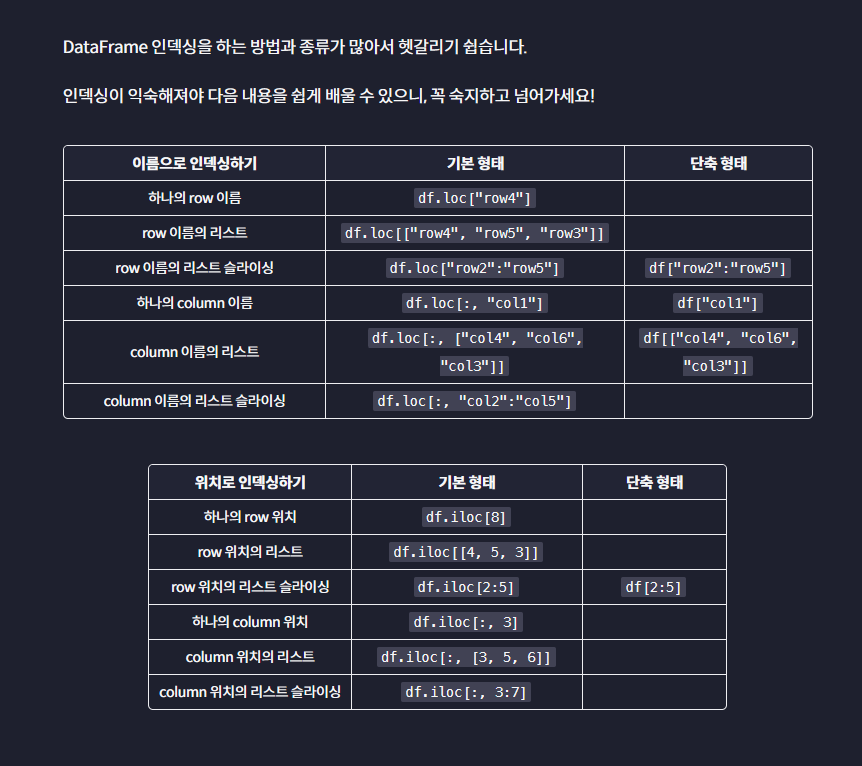 DataFrame 인덱싱을 하는 방법과 종류가 많아서 헷갈리기 쉽습니다.
인덱싱이 익숙해져야 다음 내용을 쉽게 배울 수 있으니, 꼭 숙지하고 넘어가세요!
이름으로 인덱싱하기 기본 형태 단축 형태
하나의 row 이름 df.loc["row4"]
row 이름의 리스트 df.loc[["row4", "row5", "row3"]]
row 이름의 리스트 슬라이싱 df.loc["row2":"row5"] df["row2":"row5"]
하나의 column 이름 df.loc[:, "col1"] df["col1"]
column 이름의 리스트 df.loc[:, ["col4", "col6", df[["col4", "col6",
"col3"]] "col3"]]
column 이름의 리스트 슬라이싱 df.loc[:, "col2":"col5"]
위치로 인덱싱하기 기본 형태 단축 형태
하나의 row 위치 df.iloc[8]
row 위치의 리스트 df.iloc[[4, 5, 3]]
row 위치의 리스트 슬라이싱 df.iloc[2:5] df[2:5]
하나의 column 위치 df.iloc[:, 3]
column 위치의 리스트 df.iloc[:, [3, 5, 6]]
column 위치의 리스트 슬라이싱 df.iloc[:, 3:7]